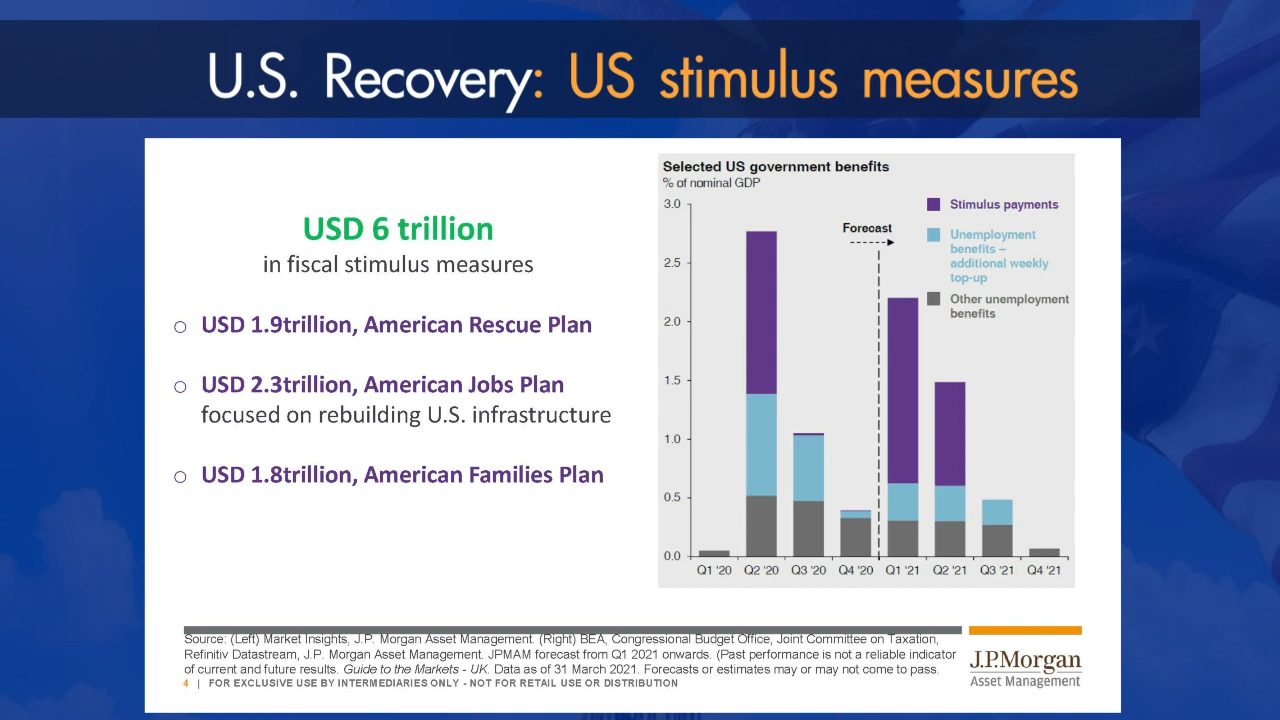 U.S. Recovery: US stimulus measures
USD 6 trillion
in fiscal stimulus measures
o USD 1.9trillion, American Rescue Plan
o USD 2.3trillion, American Jobs Plan
focused on rebuilding U.S. infrastructure
o USD 1.8trillion, American Families Plan
Selected US government benefits
% of nominal GDP
3.0
2.5
2.0
1.5
1.0
0.5
0.0
Forecast
Stimulus payments
Unemployment
benefits –
additional weekly
top-up
Other unemployment
benefits
Q1 '20 Q2 '20 Q3 '20 Q4 '20 Q1 '21 Q2 '21 Q3 '21 Q4 '21
Source: (Left) Market Insights, J.P. Morgan Asset Management. (Right) BEA, Congressional Budget Office, Joint Committee on Taxation,
Refinitiv Datastream, J.P. Morgan Asset Management. JPMAM forecast from Q1 2021 onwards. (Past performance is not a reliable indicator
of current and future results. Guide to the Markets - UK. Data as of 31 March 2021. Forecasts or estimates may or may not come to pass.
4 | FOR EXCLUSIVE USE BY INTERMEDIARIES ONLY - NOT FOR RETAIL USE OR DISTRIBUTION
J.P.Morgan
Asset Management